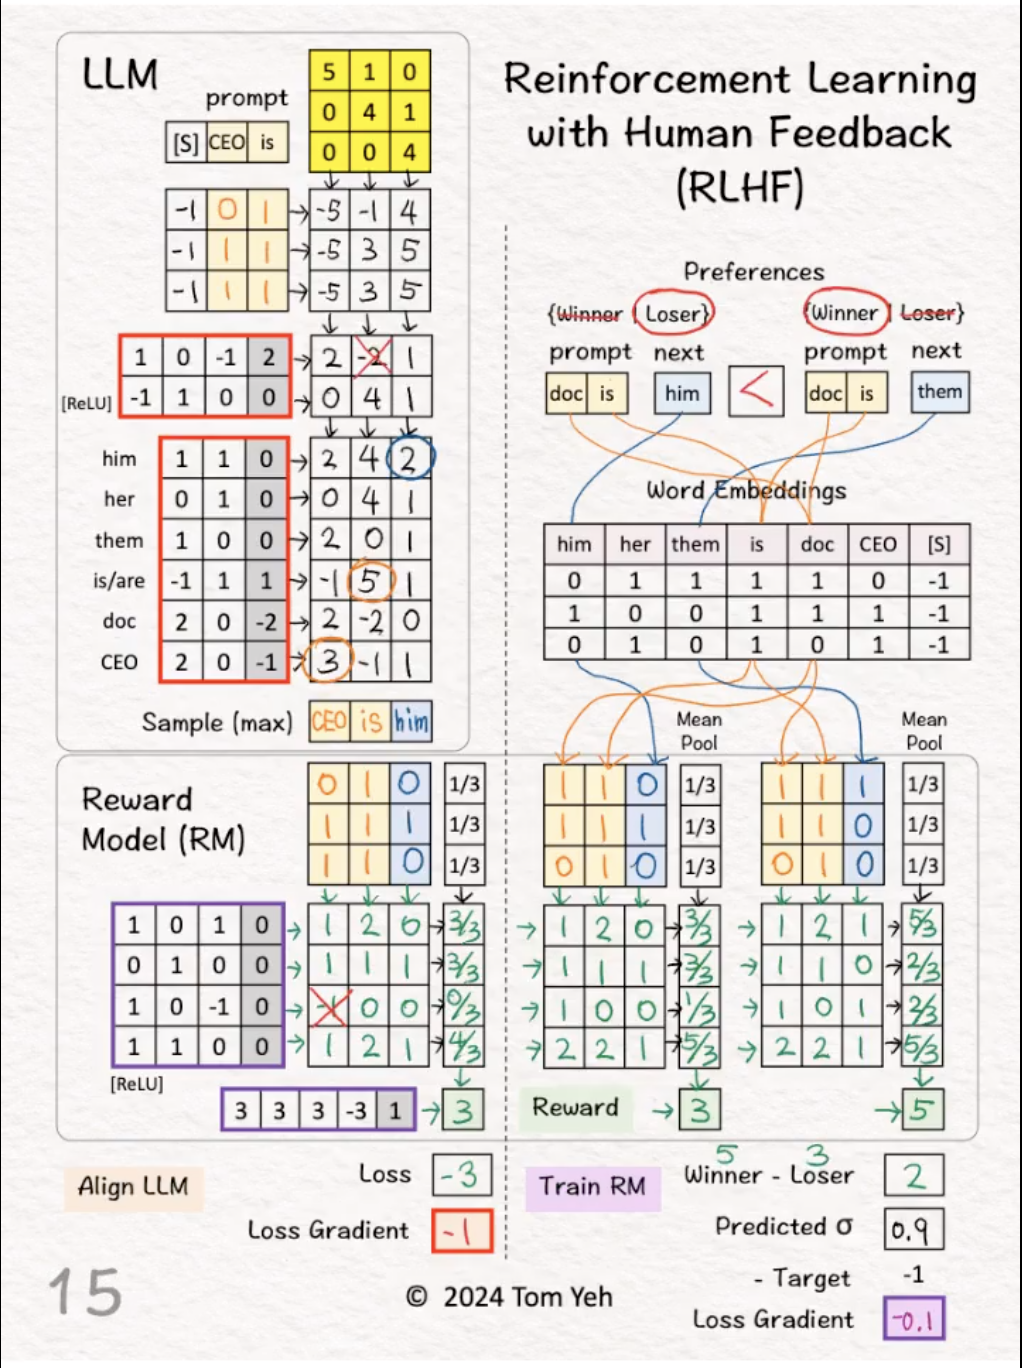 LLM
5 1 0
0 4 1
0 0 4
prompt
[S] CEO is
-1 0 1 -5 -1 4
-1 1 1 -5 3 5
-1 1 1 -5 3 5
1 0 -1 2 2 -2 1
[ReLU] -1 1 0 0 0 4 1
him 1 1 0 2 4 2
her 0 1 0 0 4 1
them 1 0 0 2 0 1
is/are -1 1 1 -1 5 1
doc 2 0 -2 2 -2 0
CEO 2 0 -1 3 -1 1
Sample (max) CEO is him
Reinforcement Learning
with Human Feedback
(RLHF)
Preferences
{Winner | Loser} {Winner | Loser}
prompt next prompt next
doc is him < doc is them
Word Embeddings
him her them is doc CEO [S]
0 1 1 1 1 0 -1
1 0 0 1 1 1 -1
0 1 0 1 0 1 -1
Reward
Model (RM)
0 1 0 1/3
1 1 1 1/3
1 1 0 1/3
1 0 1 0 1 2 0 3/3
0 1 0 0 1 1 1 3/3
1 0 -1 0 -1 0 0 0/3
1 1 0 0 1 2 1 4/3
[ReLU]
3 3 3 -3 1 3
Mean
Pool
Mean
Pool
1 1 0 1/3 1 1 1 1/3
1 1 1 1/3 1 1 0 1/3
0 1 0 1/3 0 1 0 1/3
1 2 0 3/3 1 2 1 5/3
1 1 1 3/3 1 1 0 2/3
1 0 0 1/3 1 0 1 2/3
2 2 1 5/3 2 2 1 5/3
Reward 3 5
Align LLM
Loss -3
Loss Gradient -1
Train RM
5 3
Winner - Loser 2
Predicted σ 0.9
- Target -1
Loss Gradient -0.1
15
© 2024 Tom Yeh